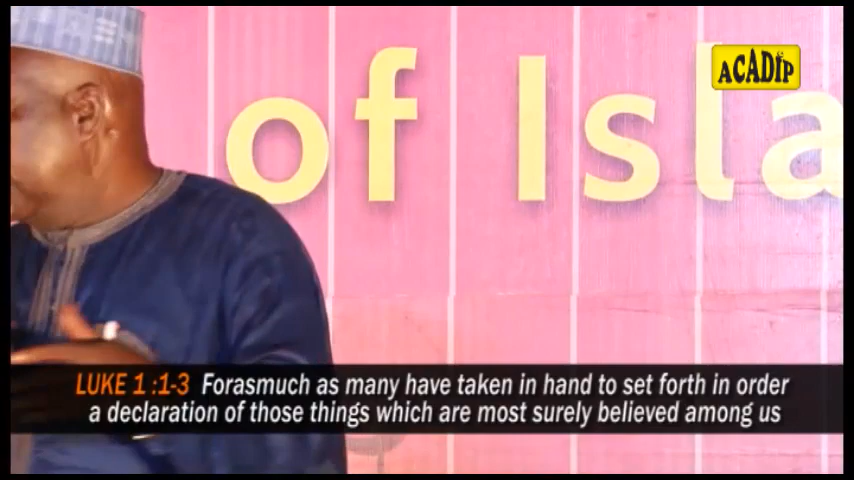 ACADIP
of Isla
LUKE 1 :1-3 Forasmuch as many have taken in hand to set forth in order
a declaration of those things which are most surely believed among us